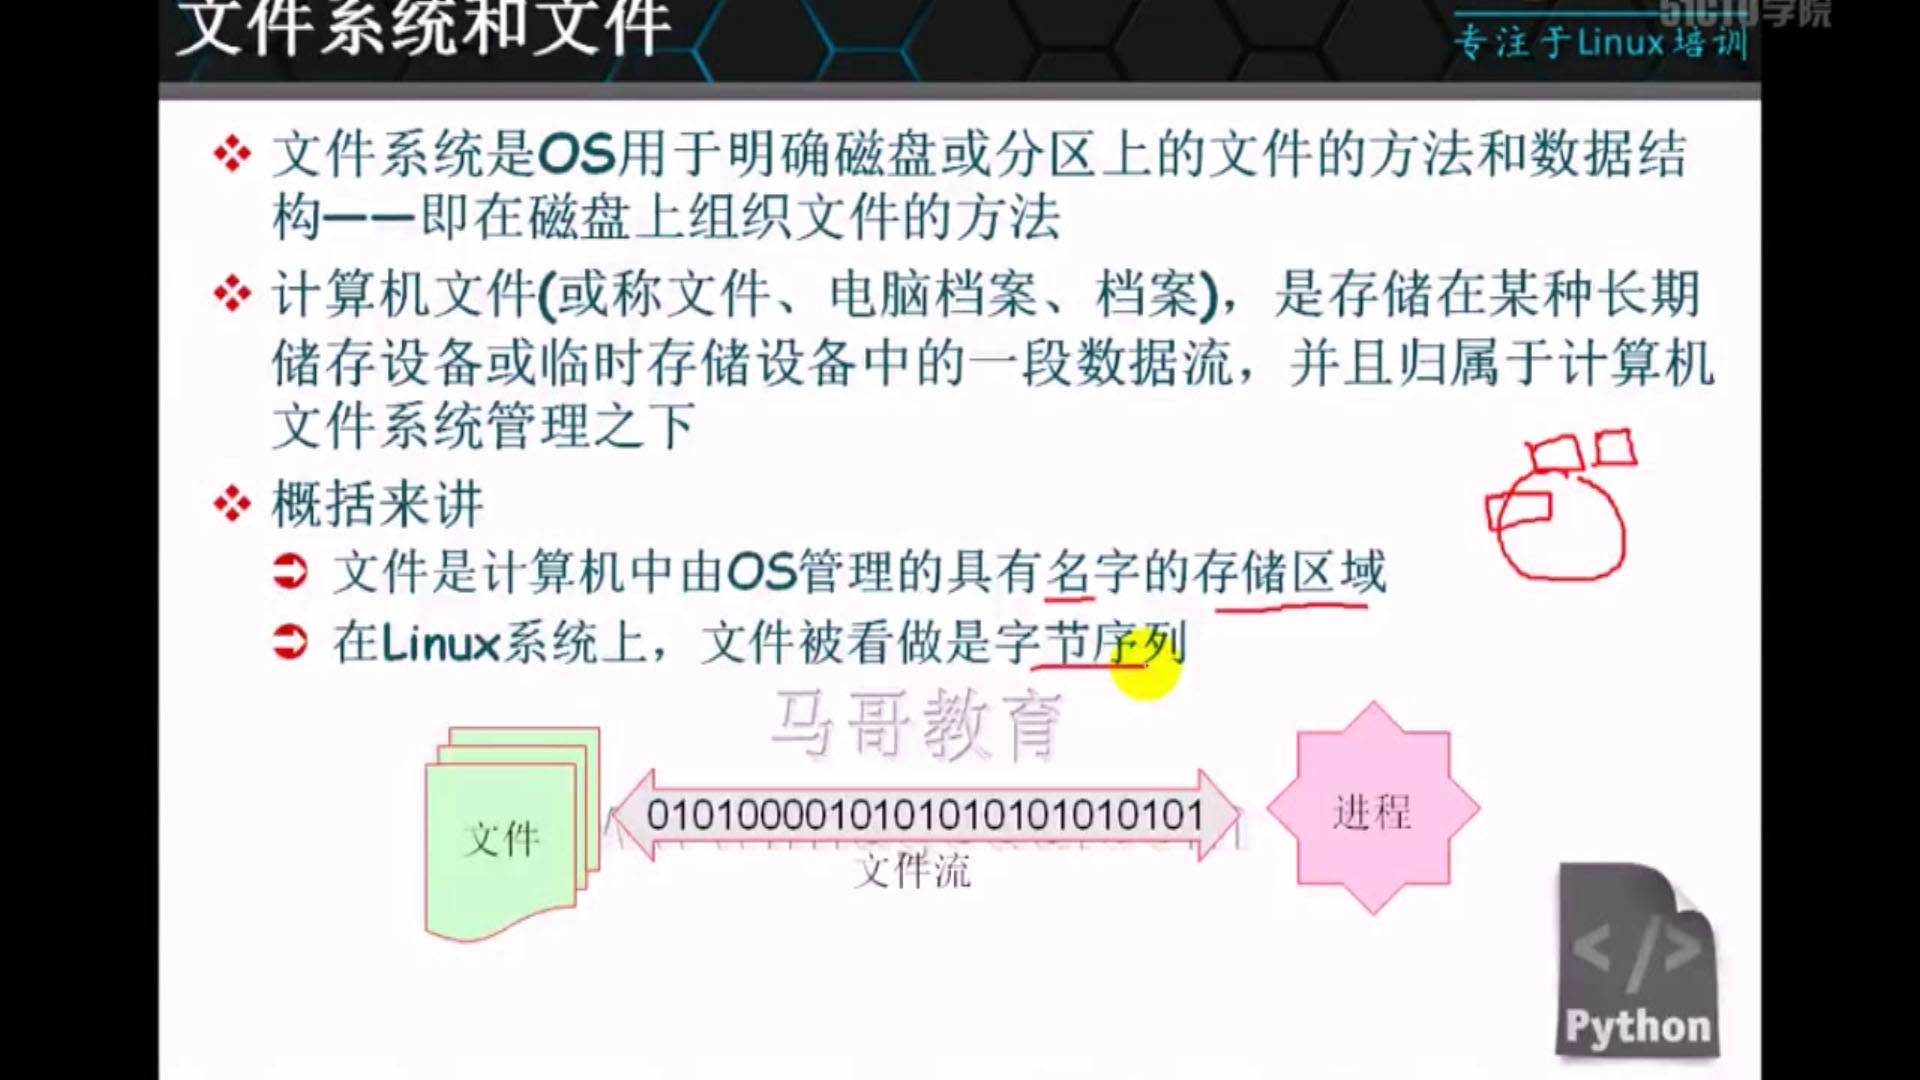 文件系统和文件
51CTO学院
专注于Linux培训
文件系统是OS用于明确磁盘或分区上的文件的方法和数据结
构——即在磁盘上组织文件的方法
计算机文件(或称文件、电脑档案、档案)，是存储在某种长期
储存设备或临时存储设备中的一段数据流，并且归属于计算机
文件系统管理之下
概括来讲
文件是计算机中由OS管理的具有名字的存储区域
在Linux系统上，文件被看做是字节序列
马哥教育
文件
0101000010101010101010101
进程
文件流
</>
Python